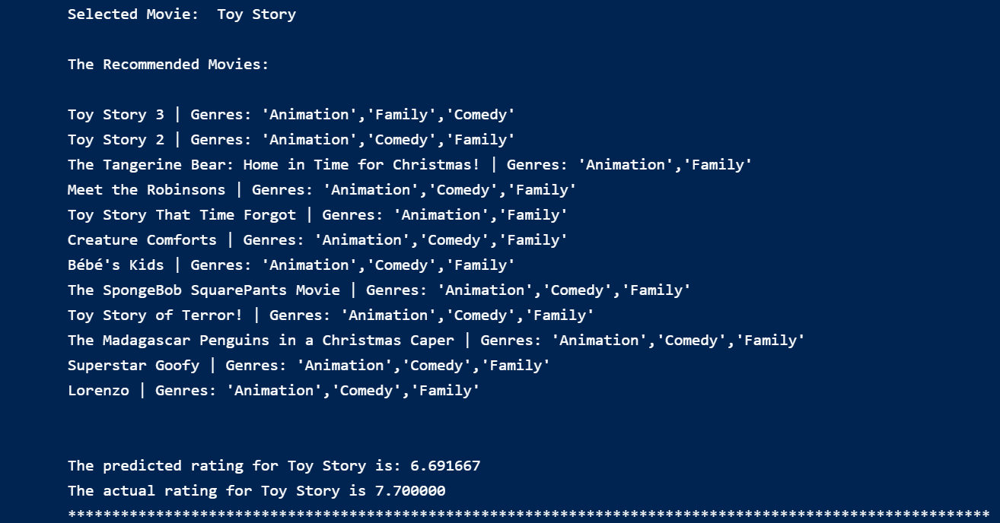 Selected Movie:  Toy Story
The Recommended Movies:
Toy Story 3 | Genres: 'Animation','Family','Comedy'
Toy Story 2 | Genres: 'Animation','Comedy','Family'
The Tangerine Bear: Home in Time for Christmas! | Genres: 'Animation','Family'
Meet the Robinsons | Genres: 'Animation','Comedy','Family'
Toy Story That Time Forgot | Genres: 'Animation','Family'
Creature Comforts | Genres: 'Animation','Comedy','Family'
Bébé's Kids | Genres: 'Animation','Comedy','Family'
The SpongeBob SquarePants Movie | Genres: 'Animation','Comedy','Family'
Toy Story of Terror! | Genres: 'Animation','Comedy','Family'
The Madagascar Penguins in a Christmas Caper | Genres: 'Animation','Comedy','Family'
Superstar Goofy | Genres: 'Animation','Comedy','Family'
Lorenzo | Genres: 'Animation','Comedy','Family'
The predicted rating for Toy Story is: 6.691667
The actual rating for Toy Story is 7.700000
*********************************************************************************************************